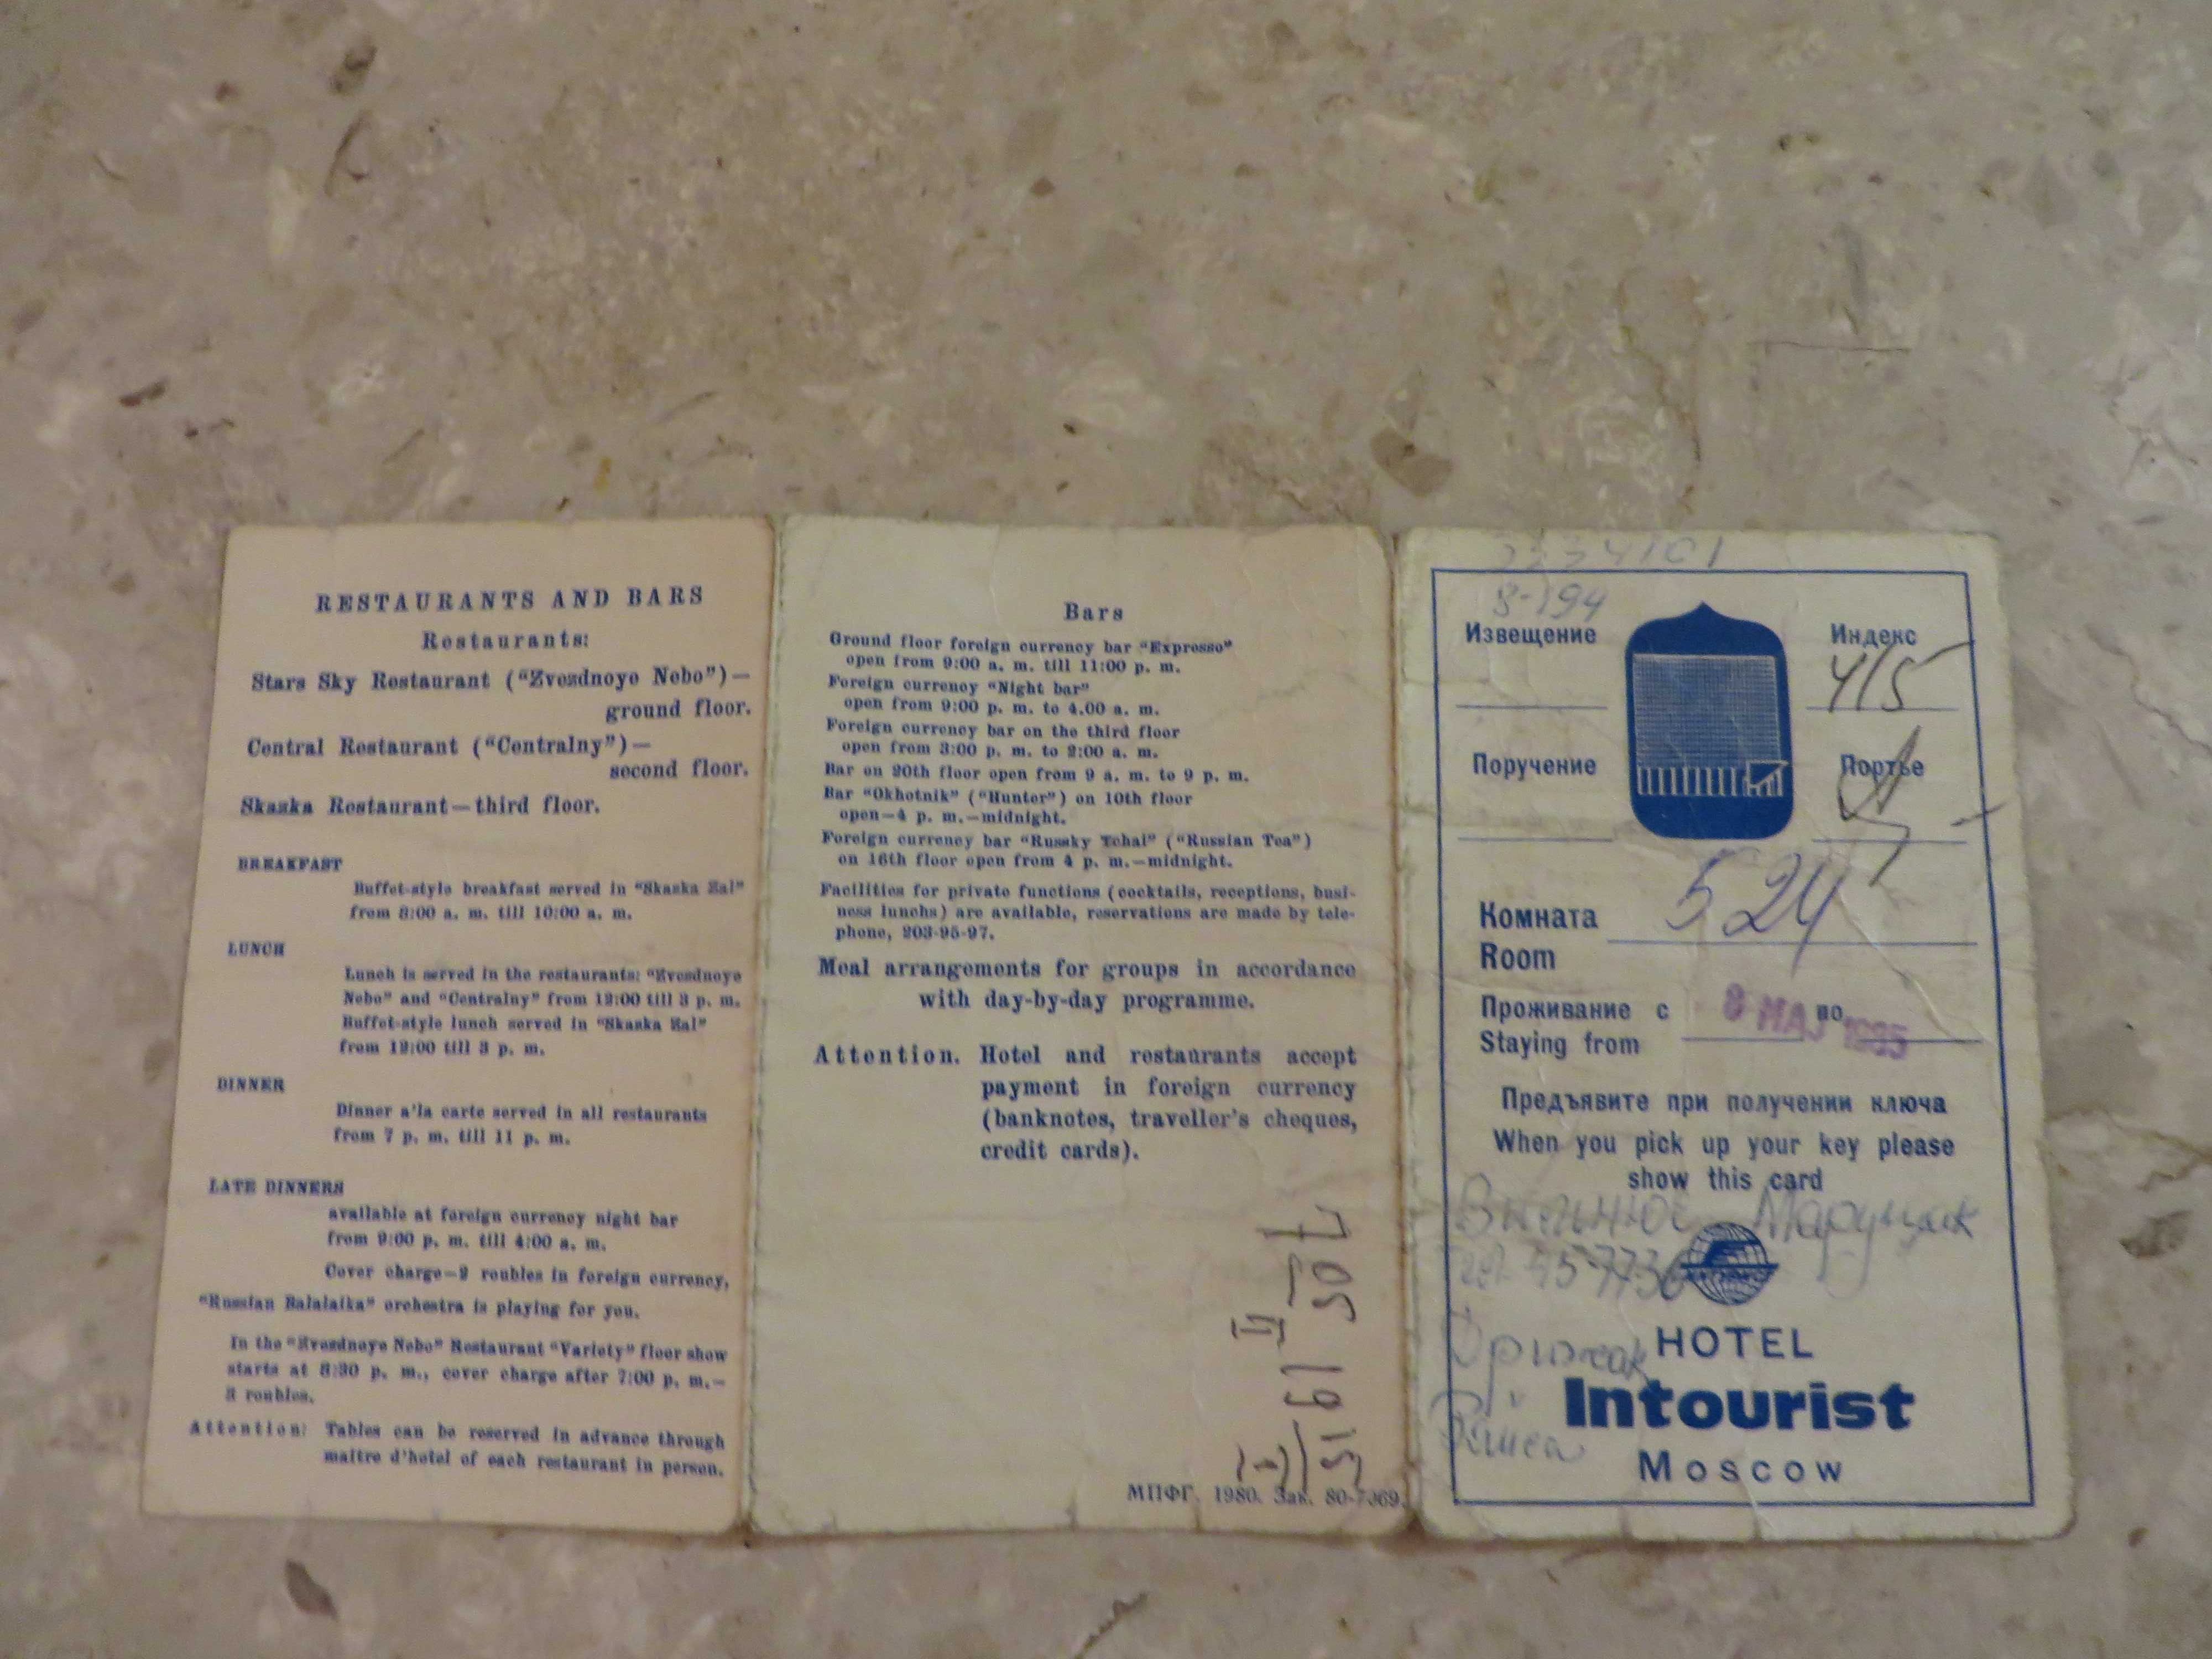 RESTAURANTS AND BARS
Restaurants:
Stars Sky Restaurant (“Zvezdnoye Nebo”)—
ground floor.
Central Restaurant (“Centralny”)—
second floor.
Skazka Restaurant—third floor.
BREAKFAST
Buffet-style breakfast served in “Skazka Zal”
from 8:00 a. m. till 10:00 a. m.
LUNCH
Lunch is served in the restaurants: “Zvezdnoye
Nebo” and “Centralny” from 12:00 till 3 p. m.
Buffet-style lunch served in “Skazka Zal”
from 12:00 till 3 p. m.
DINNER
Dinner a'la carte served in all restaurants
from 7 p. m. till 11 p. m.
LATE DINNERS
available at foreign currency night bar
from 9:00 p. m. till 4:00 a. m.
Cover charge—2 roubles in foreign currency,
“Russian Balalaika” orchestra is playing for you.
In the “Zvezdnoye Nebo” Restaurant “Variety” floor show
starts at 8:30 p. m., cover charge after 7:00 p. m.—
3 roubles.
Attention: Tables can be reserved in advance through
maitre d'hotel of each restaurant in person.
Bars
Ground floor foreign currency bar “Expresso”
open from 9:00 a. m. till 11:00 p. m.
Foreign currency “Night bar”
open from 9:00 p. m. to 4.00 a. m.
Foreign currency bar on the third floor
open from 3:00 p. m. to 2:00 a. m.
Bar on 20th floor open from 9 a. m. to 9 p. m.
Bar “Okhotnik” (“Hunter”) on 10th floor
open—4 p. m.—midnight.
Foreign currency bar “Russky Tchai” (“Russian Tea”)
on 16th floor open from 4 p. m.—midnight.
Facilities for private functions (cocktails, receptions, busi-
ness lunchs) are available, reservations are made by tele-
phone, 203-95-97.
Meal arrangements for groups in accordance
with day-by-day programme.
Attention. Hotel and restaurants accept
payment in foreign currency
(banknotes, traveller's cheques,
credit cards).
МПФГ. 1980. Зак. 80-7069.
8-194
Извещение
Индекс
415
Поручение
Портье
Комната 524
Room
Проживание с 8 МАЈ по 1985
Staying from
Предъявите при получении ключа
When you pick up your key please
show this card
Вильнюс
HOTEL
Intourist
MOSCOW